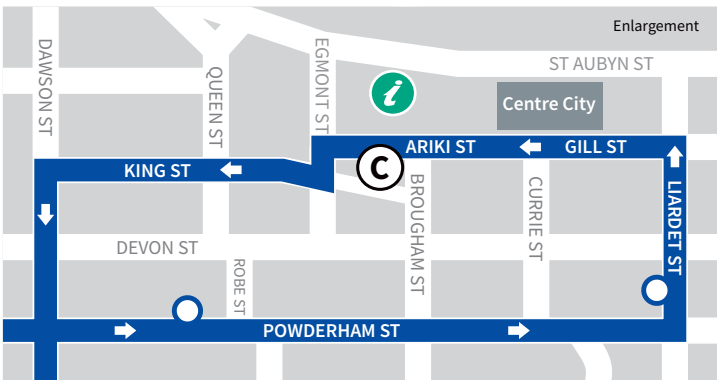 Enlargement
DAWSON ST
QUEEN ST
EGMONT ST
ST AUBYN ST
i
Centre City
ARIKI ST
GILL ST
C
KING ST
BROUGHAM ST
CURRIE ST
LIARDET ST
DEVON ST
ROBE ST
POWDERHAM ST